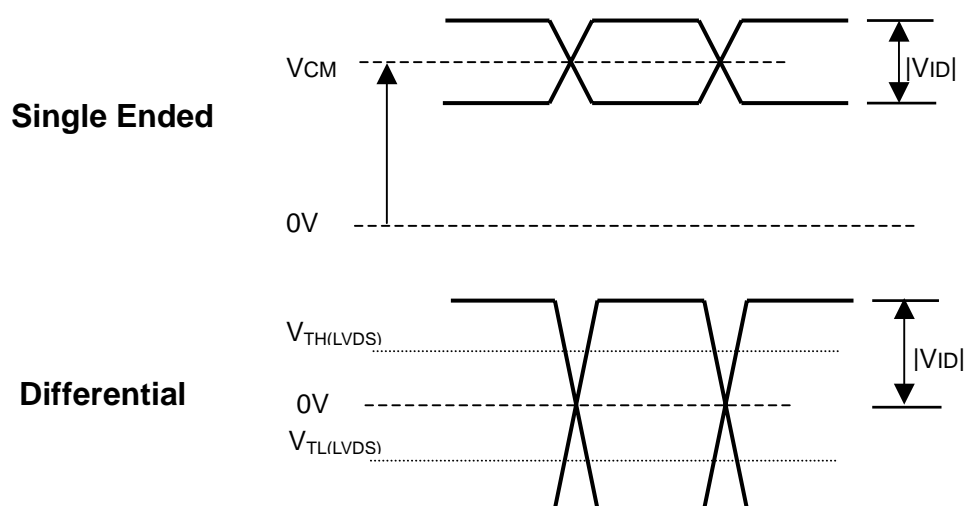 VCM
|VID|
Single Ended
0V
VTH(LVDS)
|VID|
Differential
0V
VTL(LVDS)